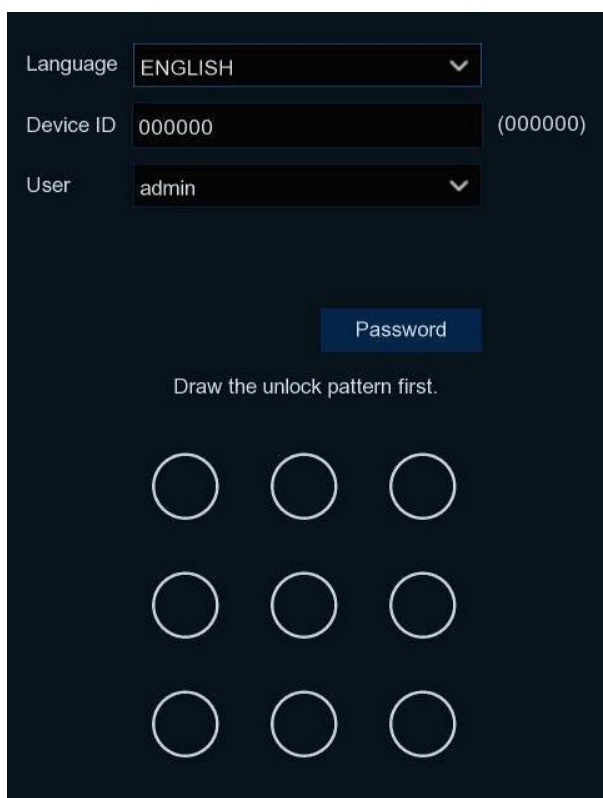 Language ENGLISH
Device ID 000000 (000000)
User admin
Password
Draw the unlock pattern first.